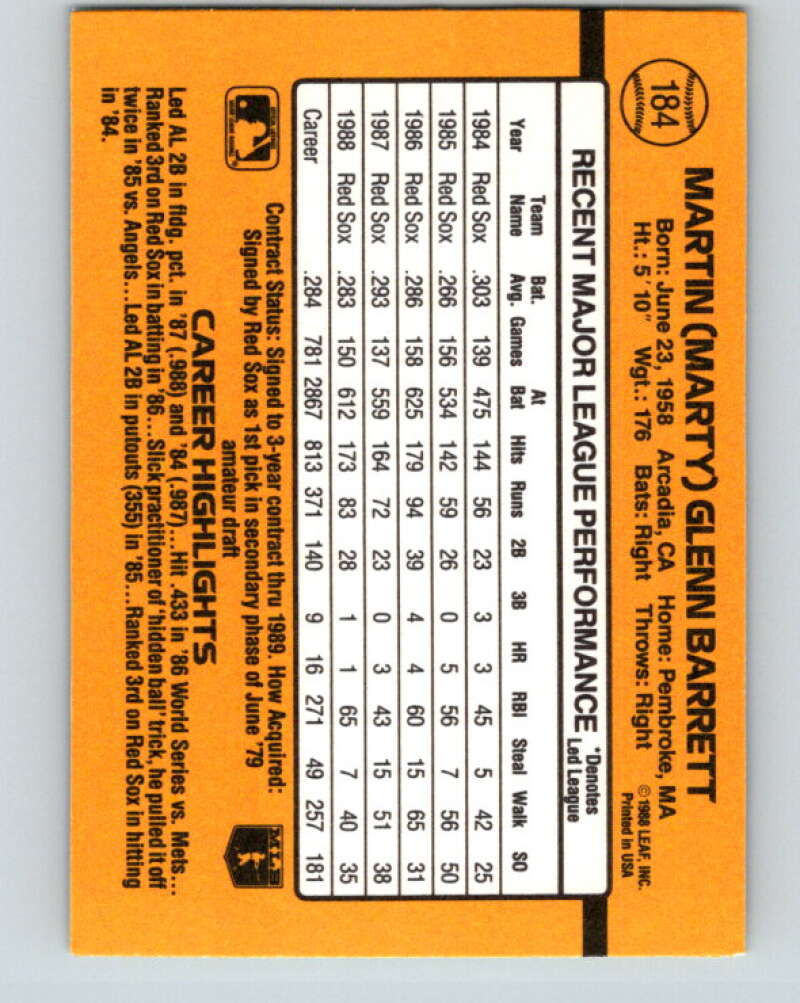 184
MARTIN (MARTY) GLENN BARRETT
Born: June 23, 1958 Arcadia, CA Home: Pembroke, MA
Ht.: 5'10" Wgt.: 176 Bats: Right Throws: Right
©1988 LEAF, INC.
Printed in USA
RECENT MAJOR LEAGUE PERFORMANCE *Denotes Led League
Year Team Name Bat. Avg. Games At Bat Hits Runs 2B 3B HR RBI Steal Walk SO
1984 Red Sox .303 139 475 144 56 23 3 3 45 5 42 25
1985 Red Sox .266 156 534 142 59 26 0 5 56 7 56 50
1986 Red Sox .286 158 625 179 94 39 4 4 60 15 65 31
1987 Red Sox .293 137 559 164 72 23 0 3 43 15 51 38
1988 Red Sox .283 150 612 173 83 28 1 1 65 7 40 35
Career .284 781 2867 813 371 140 9 16 271 49 257 181
Contract Status: Signed to 3-year contract thru 1989. How Acquired:
Signed by Red Sox as 1st pick in secondary phase of June '79
amateur draft
MLB
CAREER HIGHLIGHTS
Led AL 2B in fldg. pct. in '87 (.988) and '84 (.987)...Hit .433 in '86 World Series vs. Mets...
Ranked 3rd on Red Sox in batting in '86...Slick practitioner of 'hidden ball' trick, he pulled it off
twice in '85 vs. Angels...Led AL 2B in putouts (355) in '85...Ranked 3rd on Red Sox in hitting
in '84.